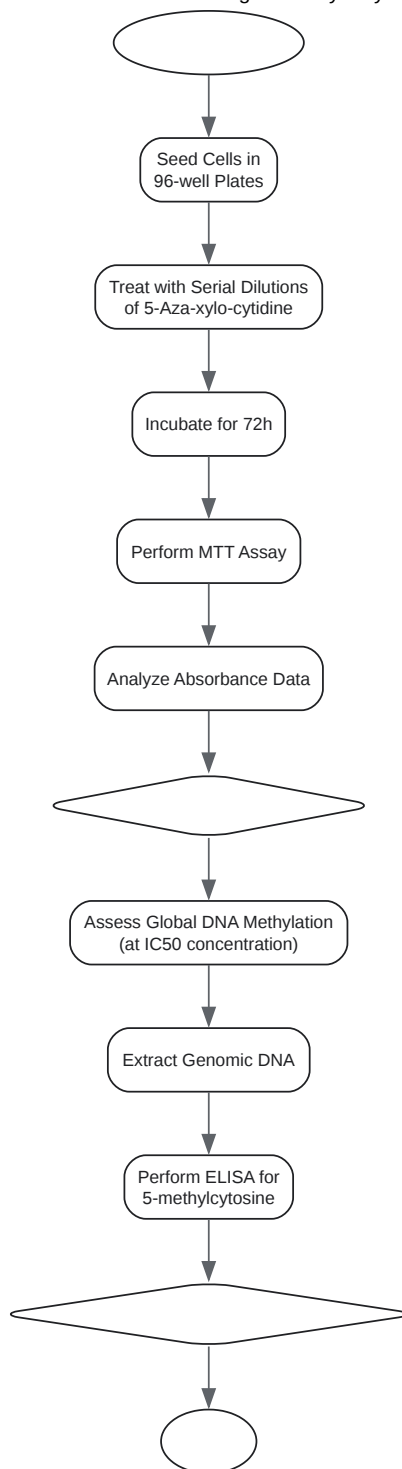 Seed Cells in
96-well Plates
Treat with Serial Dilutions
of 5-Aza-xylo-cytidine
Incubate for 72h
Perform MTT Assay
Analyze Absorbance Data
Assess Global DNA Methylation
(at IC50 concentration)
Extract Genomic DNA
Perform ELISA for
5-methylcytosine